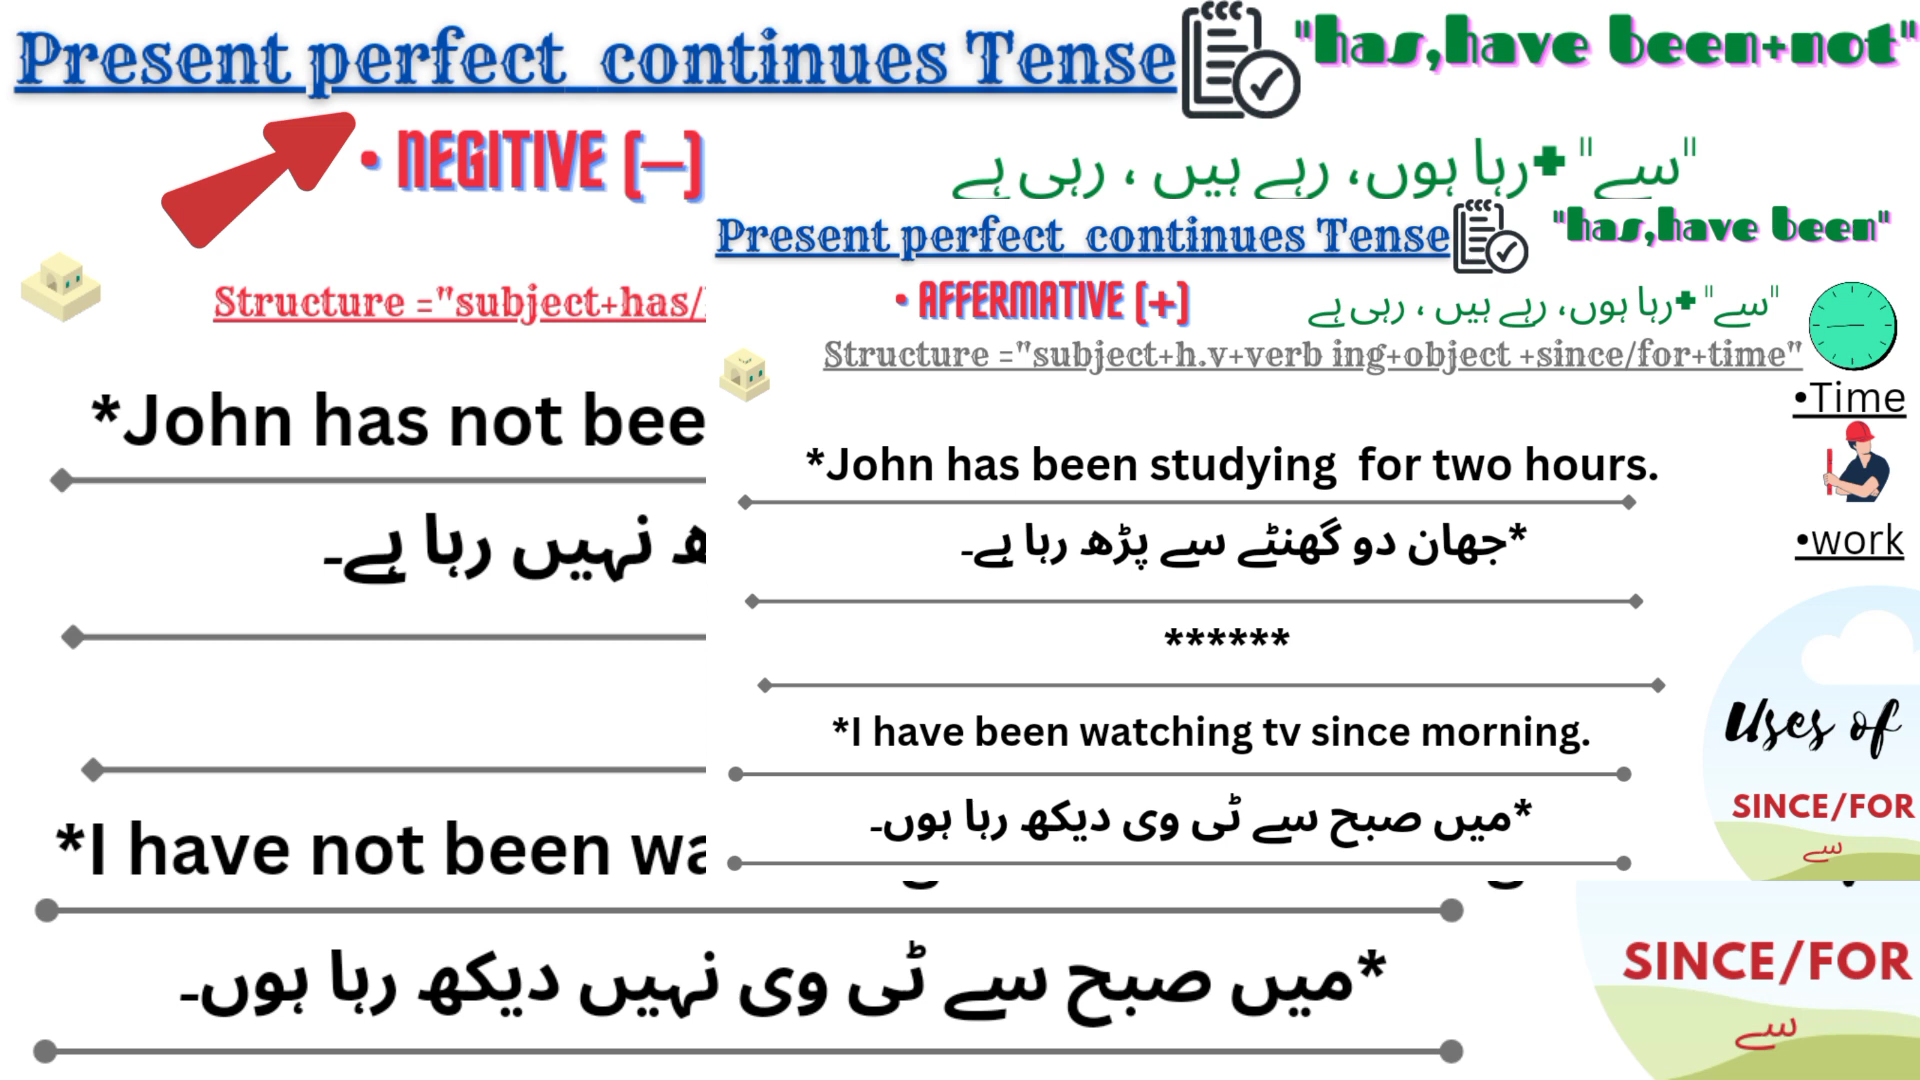 Present perfect continues Tense
"has,have been+not"
• NEGITIVE (—)
"سے"+رہا ہوں، رہے ہیں ، رہی ہے
Structure ="subject+has/
*John has not bee
نہیں رہا ہے۔
*I have not been wa
*میں صبح سے ٹی وی نہیں دیکھ رہا ہوں۔
SINCE/FOR
سے
Present perfect continues Tense
"has,have been"
• AFFERMATIVE (+)
"سے"+رہا ہوں، رہے ہیں ، رہی ہے
Structure ="subject+h.v+verb ing+object +since/for+time"
•Time
*John has been studying for two hours.
*جھان دو گھنٹے سے پڑھ رہا ہے۔
•work
******
*I have been watching tv since morning.
*میں صبح سے ٹی وی دیکھ رہا ہوں۔
Uses of
SINCE/FOR
سے